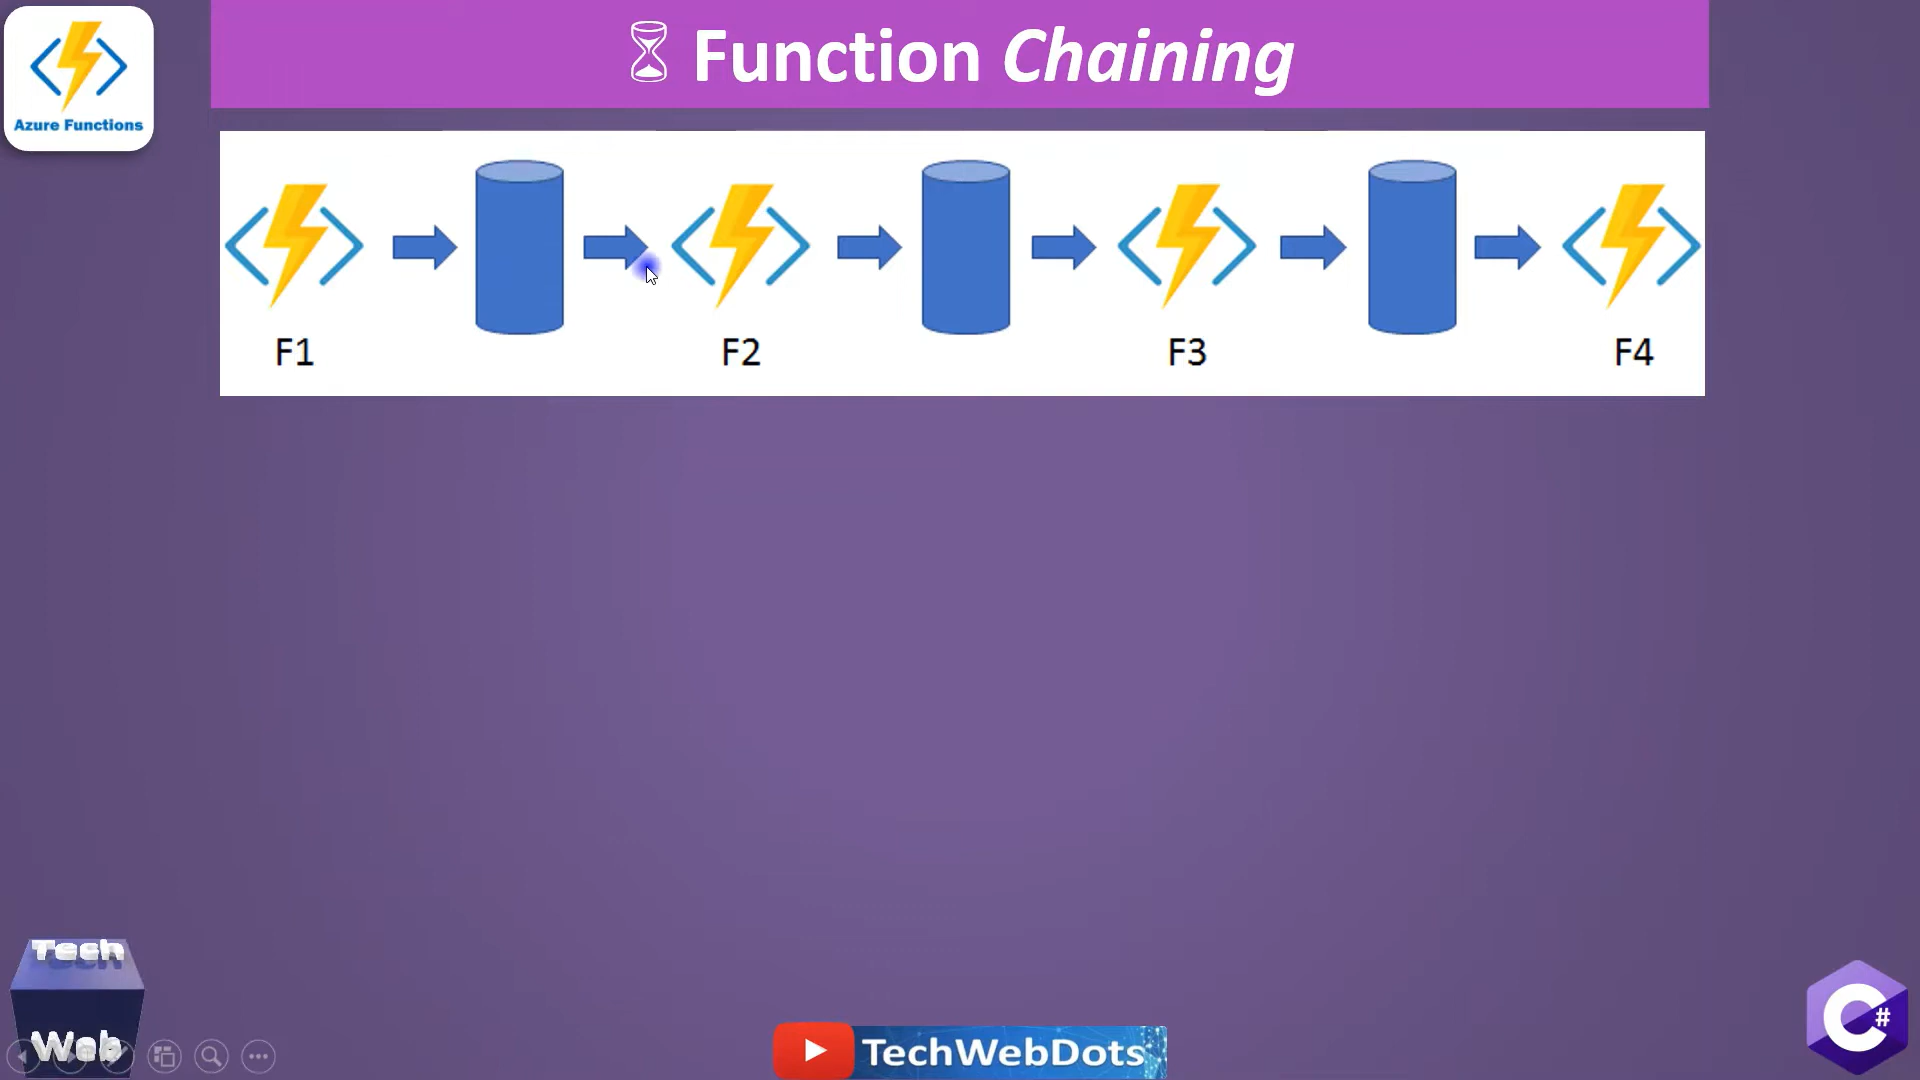 Azure Functions
Function Chaining
F1 F2 F3 F4
Tech
Web
TechWebDots
C#